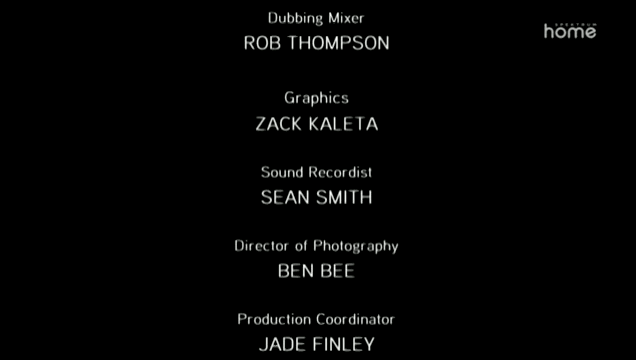 Dubbing Mixer
ROB THOMPSON
SPECTRUM
home
Graphics
ZACK KALETA
Sound Recordist
SEAN SMITH
Director of Photography
BEN BEE
Production Coordinator
JADE FINLEY